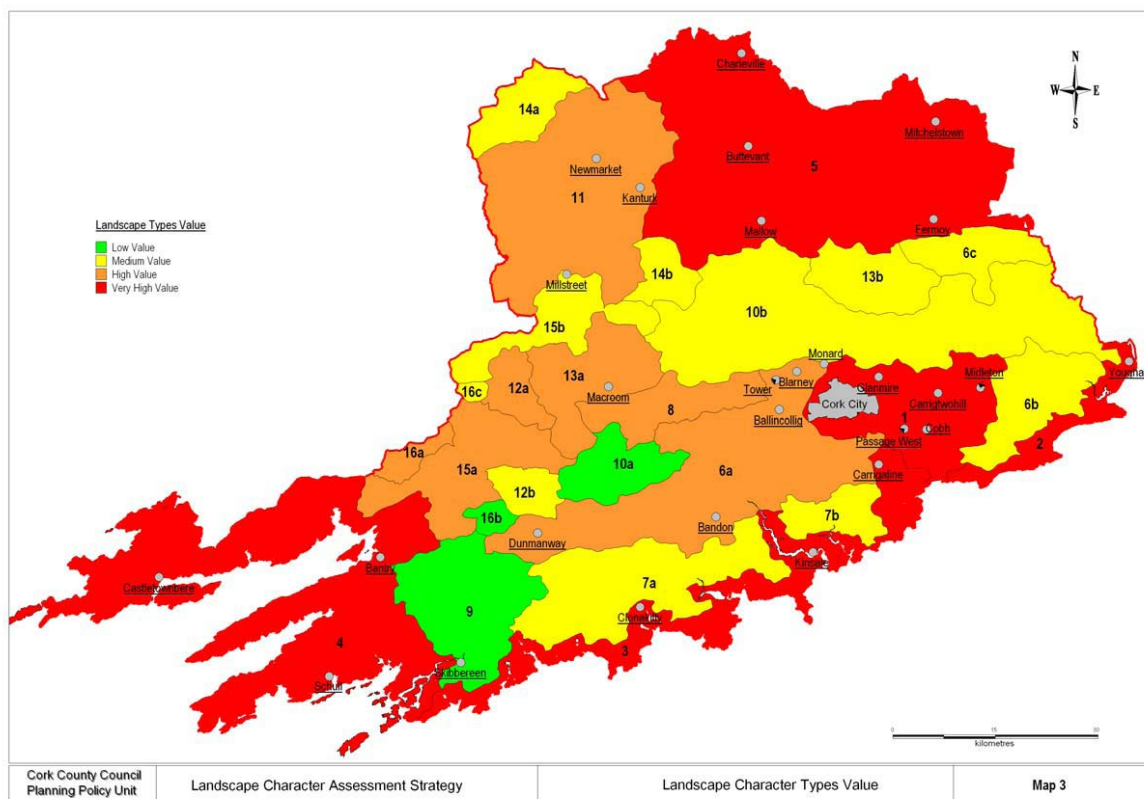 Charleville
N
W E
S
14a
Mitchelstown
Buttevant
Newmarket
5
Kanturk
11
Landscape Types Value
Low Value
Medium Value
High Value
Very High Value
Mallow
Fermoy
6c
14b
13b
Millstreet
10b
15b
Monard
13a
12a
Blarney
Youghal
Tower
Glanmire
Midleton
16c
Macroom
Carrigtwohill
1
8
Cork City
Ballincollig
1
6b
Passage West
Cobh
2
16a
10a
6a
Carrigaline
15a
12b
16b
7b
Bandon
Dunmanway
Bantry
Kinsale
Castletownbere
7a
9
Clonakilty
4
3
Skibbereen
Schull
0 15 30
kilometres
Cork County Council
Planning Policy Unit
Landscape Character Assessment Strategy
Landscape Character Types Value
Map 3